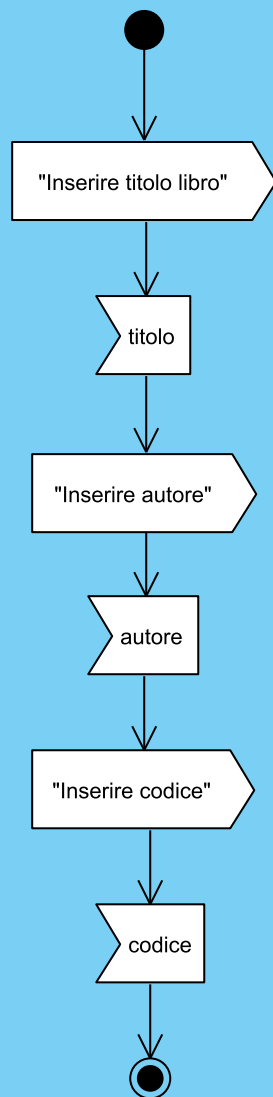 "Inserire titolo libro"
titolo
"Inserire autore"
autore
"Inserire codice"
codice